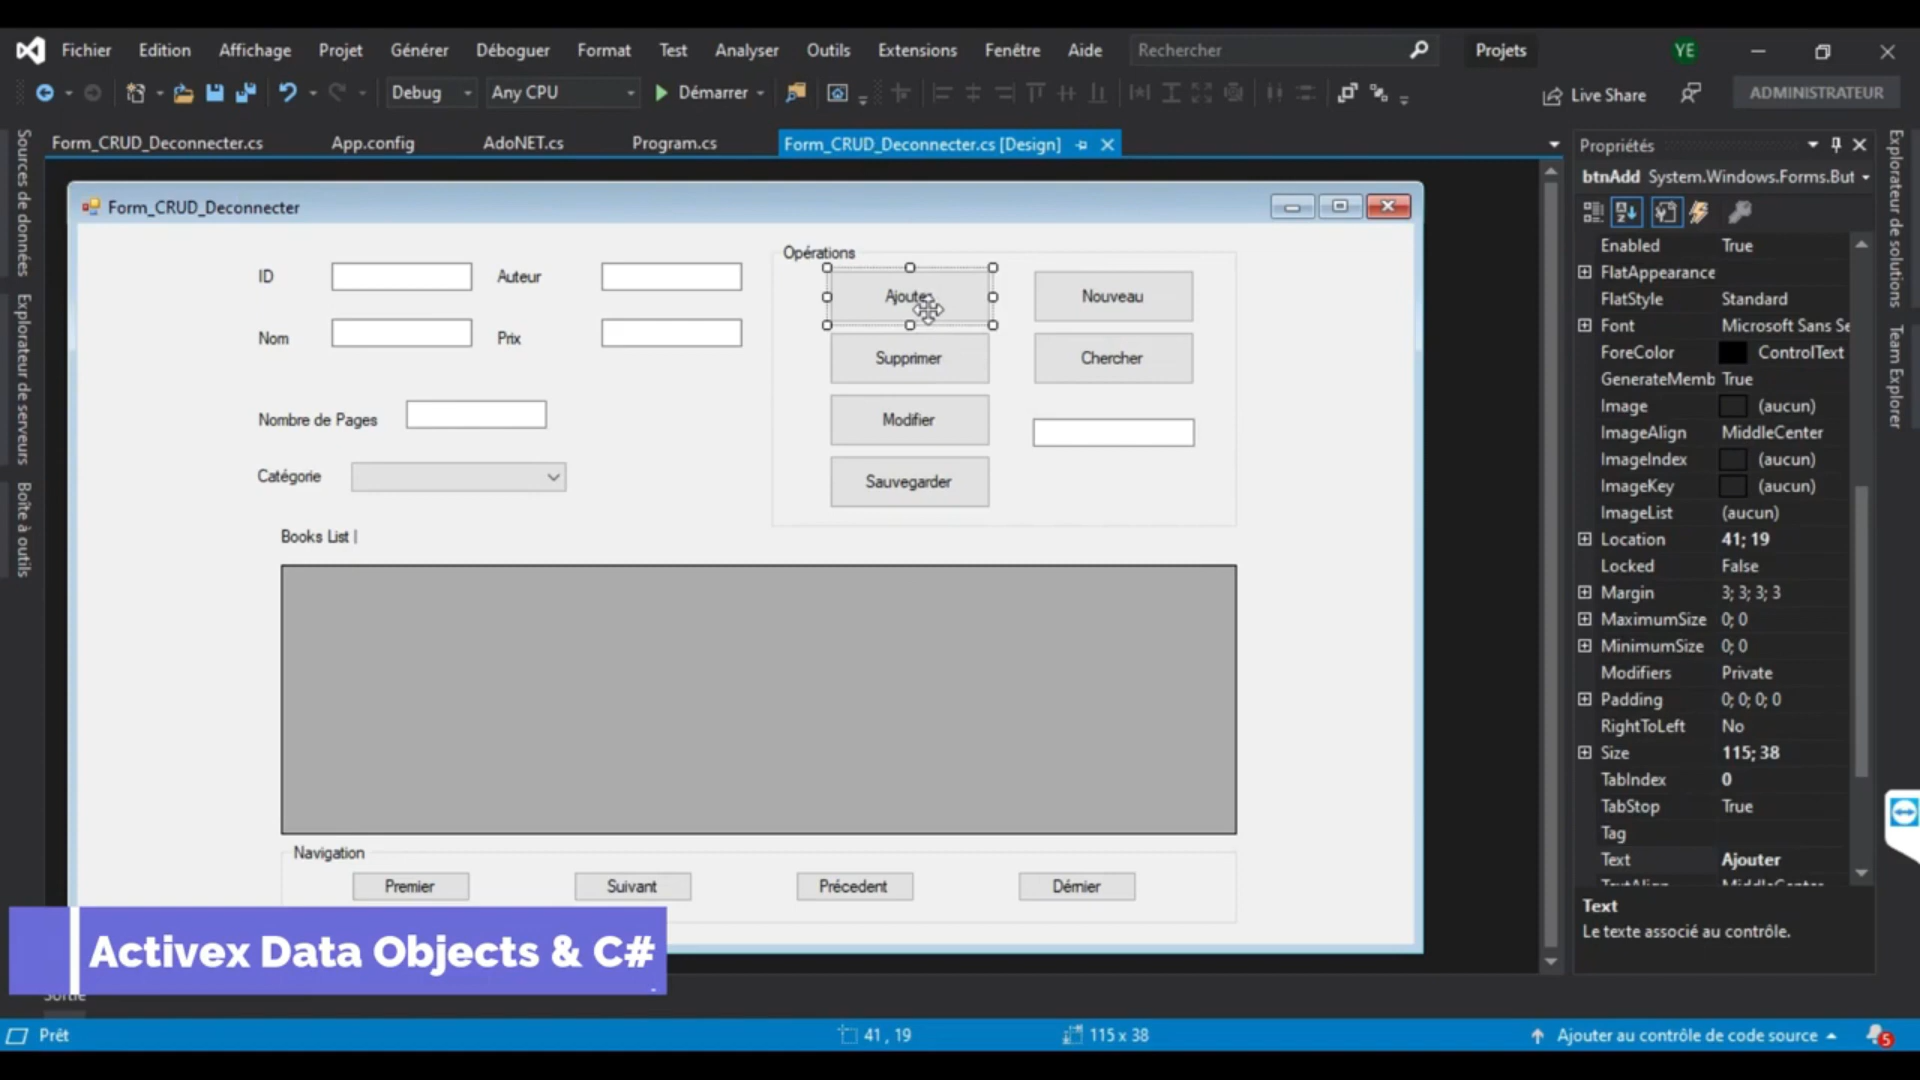 Fichier Edition Affichage Projet Générer Déboguer Format Test Analyser Outils Extensions Fenêtre Aide Rechercher Projets YE
Debug Any CPU Démarrer Live Share ADMINISTRATEUR
Form_CRUD_Deconnecter.cs App.config AdoNET.cs Program.cs Form_CRUD_Deconnecter.cs [Design]
Sources de données
Explorateur de serveurs
Boîte à outils
Form_CRUD_Deconnecter
ID Auteur
Nom Prix
Nombre de Pages
Catégorie
Opérations
Ajouter Nouveau
Supprimer Chercher
Modifier
Sauvegarder
Books List |
Navigation
Premier Suivant Précedent Dérnier
Activex Data Objects & C#
Sortie
Propriétés
btnAdd System.Windows.Forms.But
Enabled True
FlatAppearance
FlatStyle Standard
Font Microsoft Sans Se
ForeColor ControlText
GenerateMemb True
Image (aucun)
ImageAlign MiddleCenter
ImageIndex (aucun)
ImageKey (aucun)
ImageList (aucun)
Location 41; 19
Locked False
Margin 3; 3; 3; 3
MaximumSize 0; 0
MinimumSize 0; 0
Modifiers Private
Padding 0; 0; 0; 0
RightToLeft No
Size 115; 38
TabIndex 0
TabStop True
Tag
Text Ajouter
TextAlign MiddleCenter
Text
Le texte associé au contrôle.
Explorateur de solutions
Team Explorer
Prêt 41 , 19 115 x 38 Ajouter au contrôle de code source 5